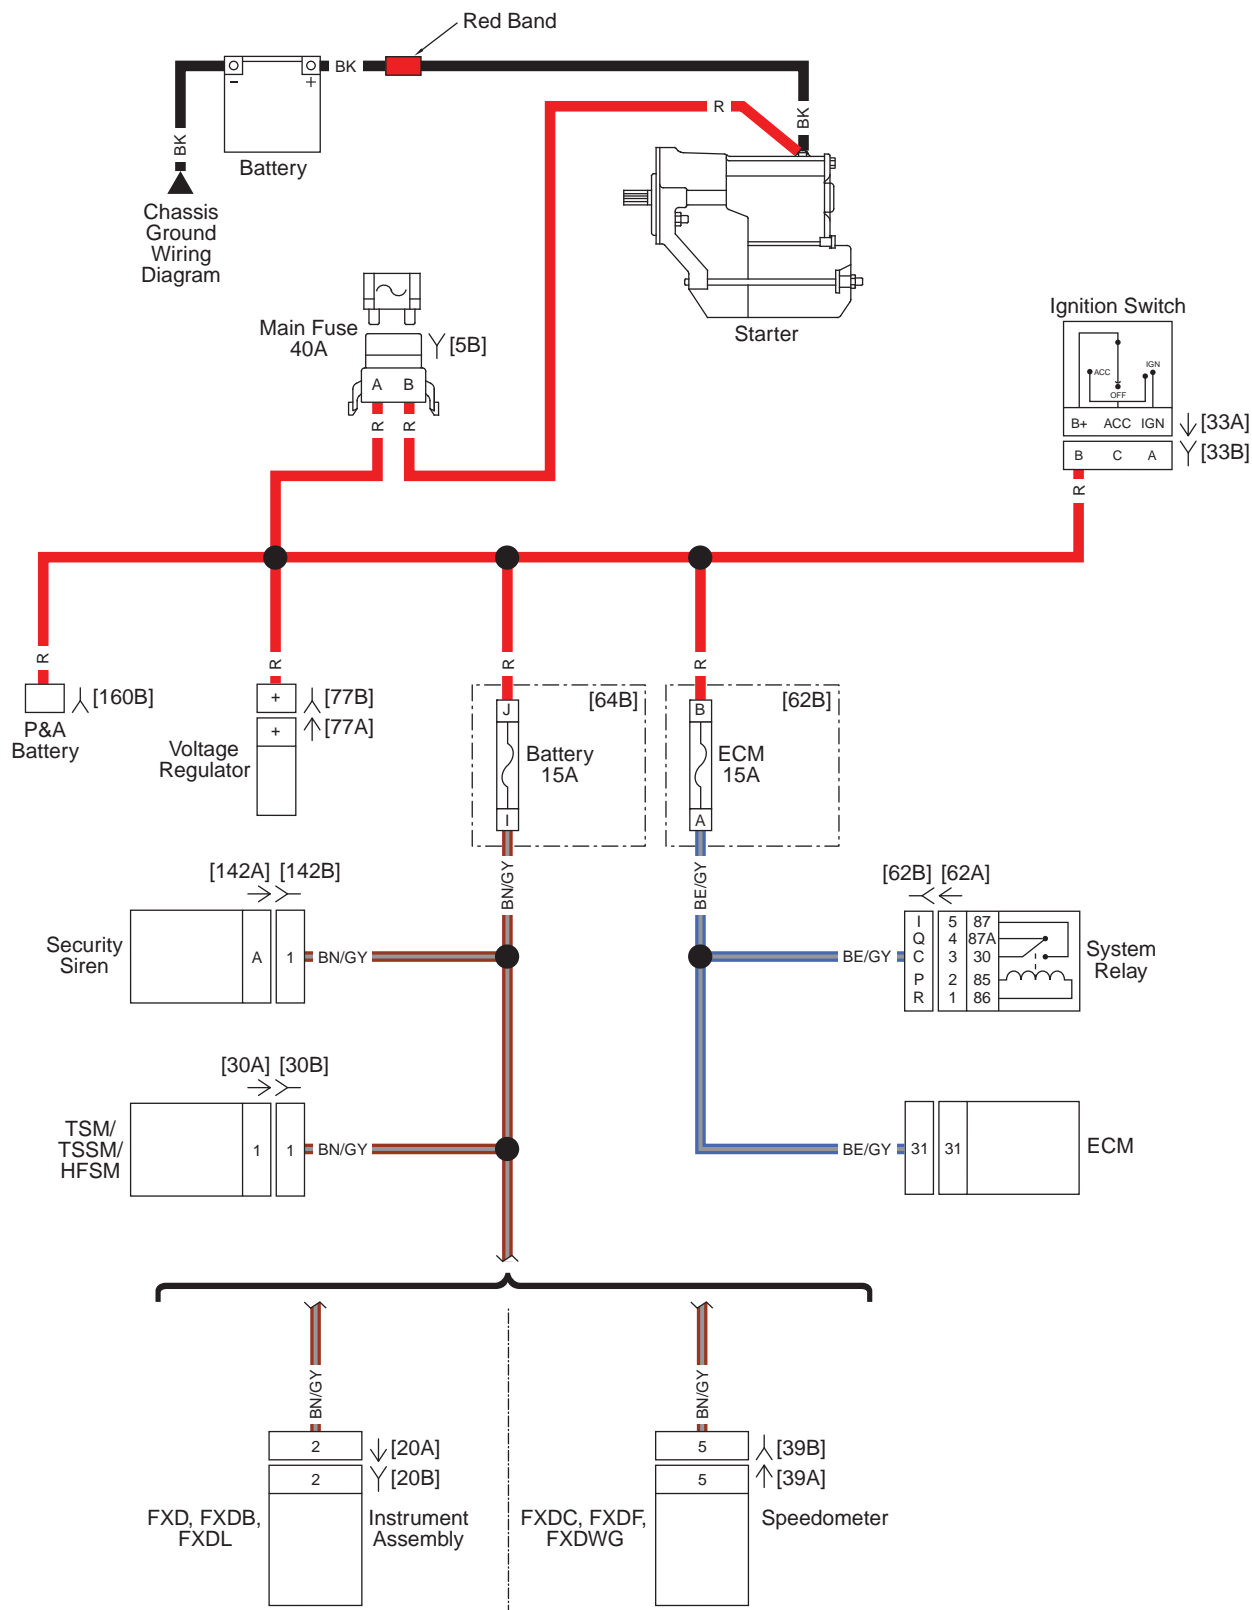 Red Band
BK
BK
BK
R
Battery
Chassis
Ground
Wiring
Diagram
Starter
Main Fuse
40A
[5B]
A B
R R
Ignition Switch
ACC
IGN
OFF
B+ ACC IGN
[33A]
B C A
[33B]
R
R
R
R
R
[160B]
P&A
Battery
+
[77B]
+
[77A]
Voltage
Regulator
[64B]
J
Battery
15A
I
[62B]
B
ECM
15A
A
BN/GY
BE/GY
[142A] [142B]
Security
Siren
A 1 BN/GY
[62B] [62A]
I 5 87
Q 4 87A
C 3 30
P 2 85
R 1 86
BE/GY
System
Relay
[30A] [30B]
TSM/
TSSM/
HFSM
1 1 BN/GY
BE/GY 31 31
ECM
BN/GY
BN/GY
2
[20A]
2
[20B]
FXD, FXDB,
FXDL
Instrument
Assembly
5
[39B]
5
[39A]
FXDC, FXDF,
FXDWG
Speedometer
- +